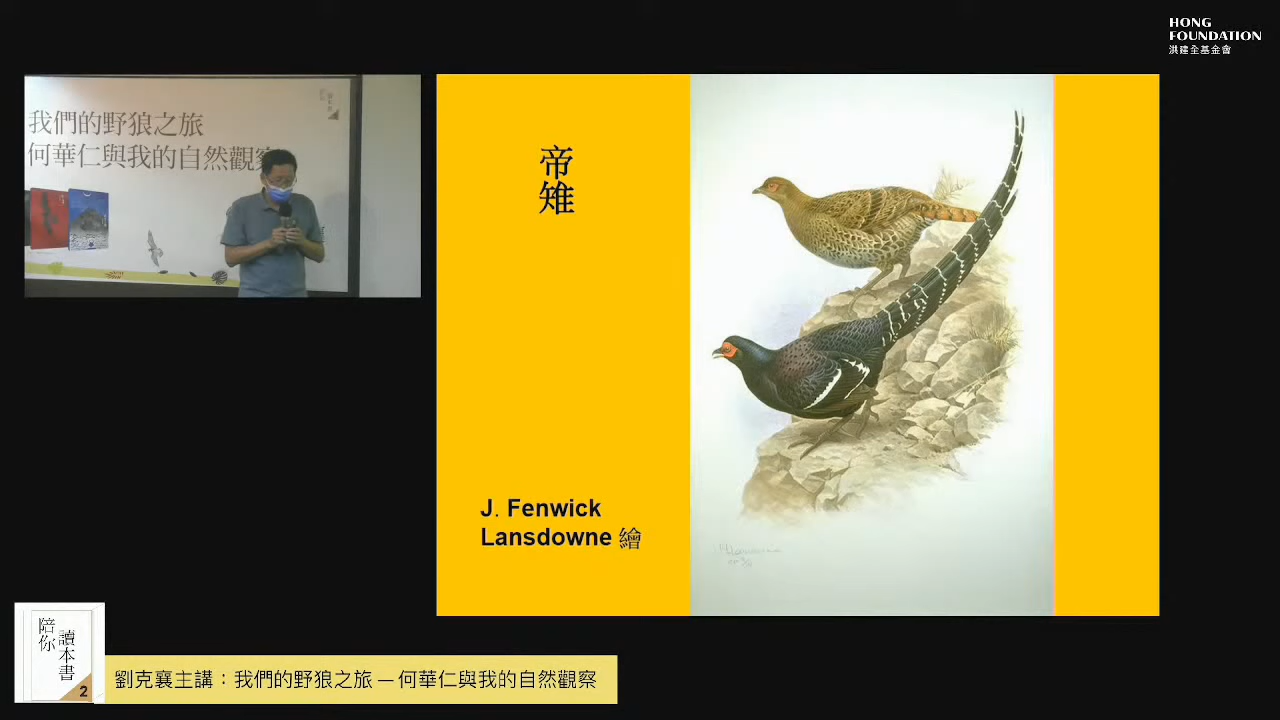 HONG
FOUNDATION
洪建全基金會
我們的野狼之旅
何華仁與我的自然觀察
帝雉
J. Fenwick
Lansdowne 繪
陪你
讀本書
2
劉克襄主講：我們的野狼之旅 — 何華仁與我的自然觀察